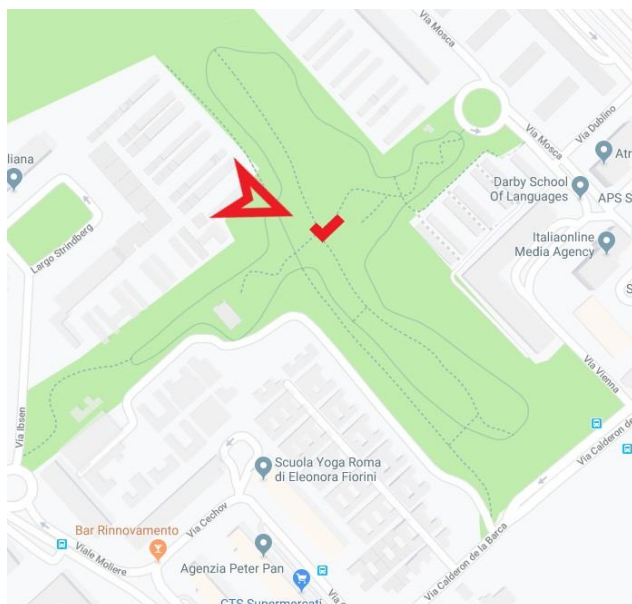 Via Mosca
Via Dublino
Via Mosca
Atr
Darby School
Of Languages
APS S
Italiaonline
Media Agency
S
liana
Largo Strindberg
Via Ibsen
Via Vienna
Via Calderon de
Scuola Yoga Roma
di Eleonora Fiorini
Via Cechov
Bar Rinnovamento
Viale Moliere
Agenzia Peter Pan
Via Calderon de la Barca
CTS Supermercati